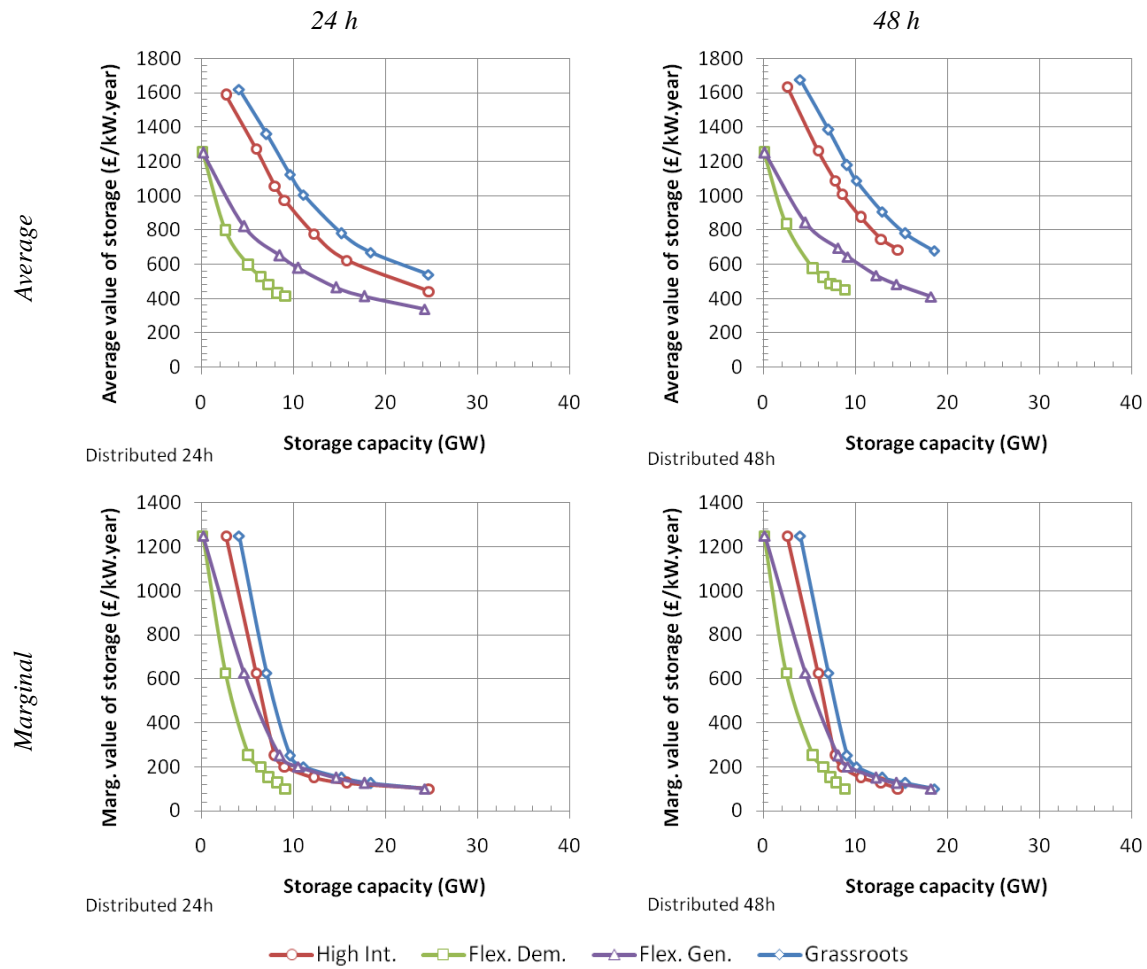 24 h
48 h
Average
Average value of storage (£/kW.year)
1800
1600
1400
1200
1000
800
600
400
200
0
0 10 20 30 40
Storage capacity (GW)
Distributed 24h
Average value of storage (£/kW.year)
1800
1600
1400
1200
1000
800
600
400
200
0
0 10 20 30 40
Storage capacity (GW)
Distributed 48h
Marginal
Marg. value of storage (£/kW.year)
1400
1200
1000
800
600
400
200
0
0 10 20 30 40
Storage capacity (GW)
Distributed 24h
Marg. value of storage (£/kW.year)
1400
1200
1000
800
600
400
200
0
0 10 20 30 40
Storage capacity (GW)
Distributed 48h
High Int. Flex. Dem. Flex. Gen. Grassroots